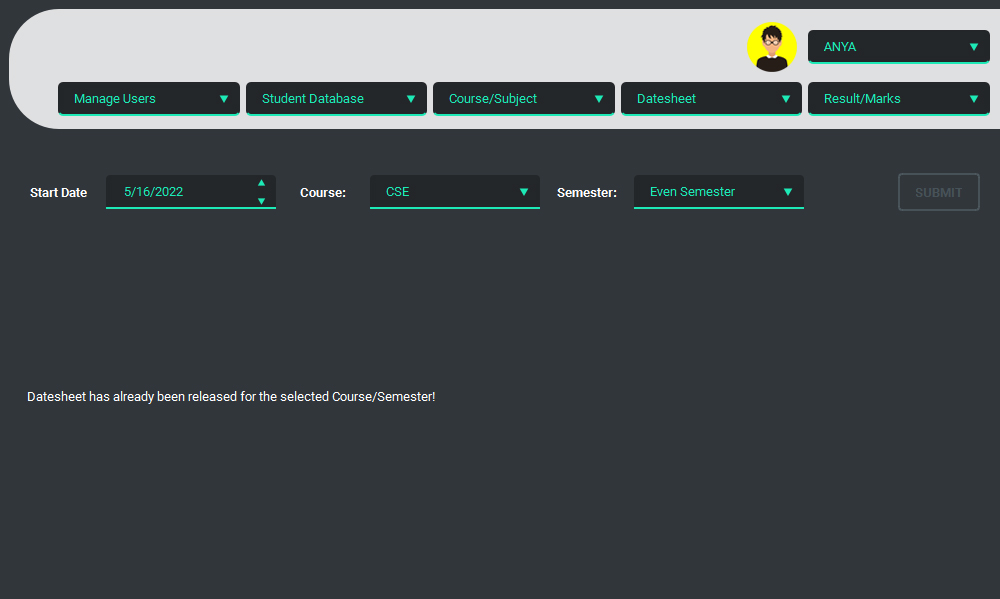 ANYA
Manage Users Student Database Course/Subject Datesheet Result/Marks
Start Date 5/16/2022 Course: CSE Semester: Even Semester SUBMIT
Datesheet has already been released for the selected Course/Semester!